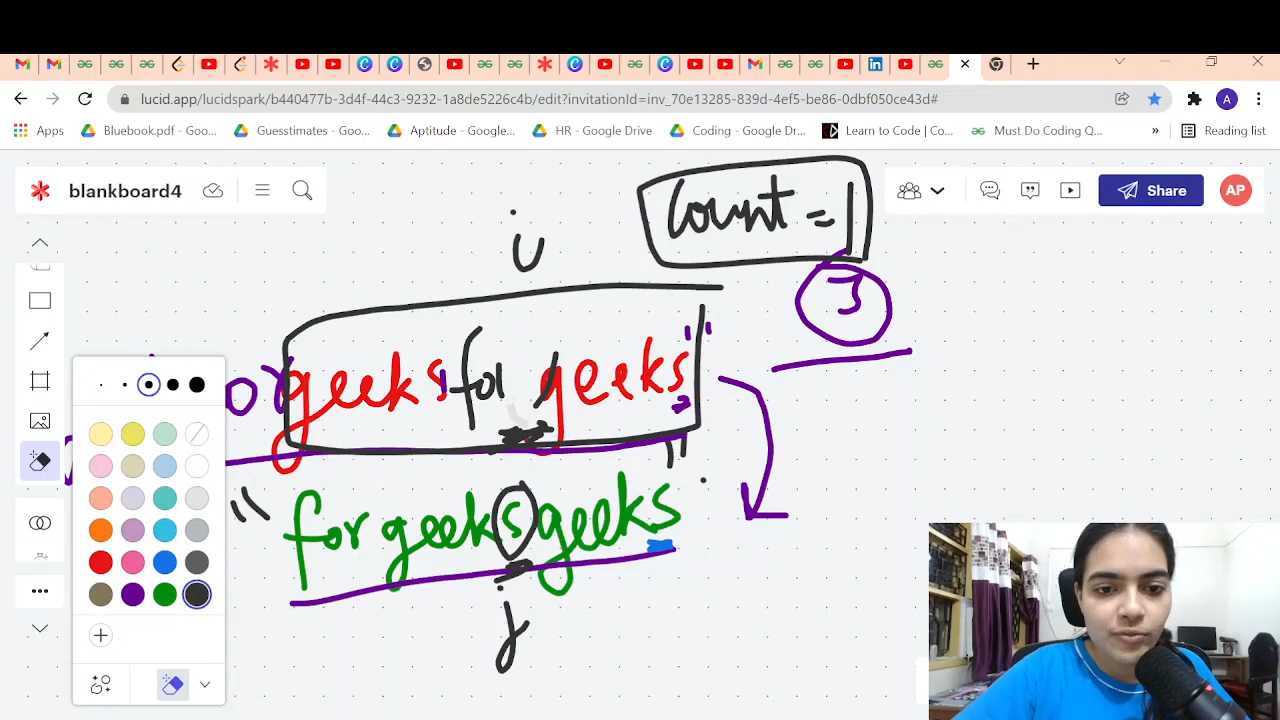 lucid.app/lucidspark/b440477b-3d4f-44c3-9232-1a8de5226c4b/edit?invitationId=inv_70e13285-839d-4ef5-be86-0dbf050ce43d#
A
Apps
Bluebook.pdf - Goo...
Guesstimates - Goo...
Aptitude - Google...
HR - Google Drive
Coding - Google Dr...
Learn to Code | Co...
Must Do Coding Q...
»
Reading list
blankboard4
Share
AP
count = 1
i
3
or geeks for geeks"
"for geeks geeks"
j